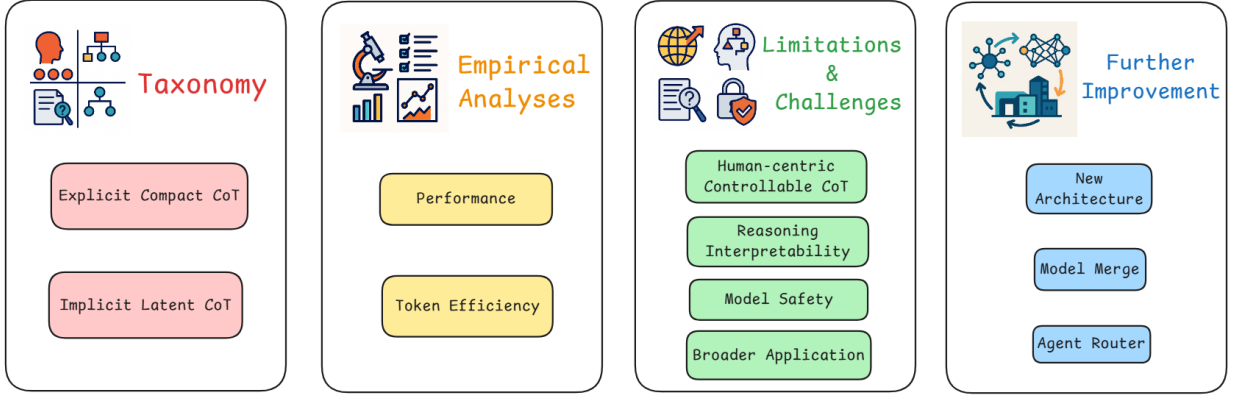 Taxonomy
Explicit Compact CoT
Implicit Latent CoT
Empirical
Analyses
Performance
Token Efficiency
Limitations
&
Challenges
Human-centric
Controllable CoT
Reasoning
Interpretability
Model Safety
Broader Application
Further
Improvement
New
Architecture
Model Merge
Agent Router